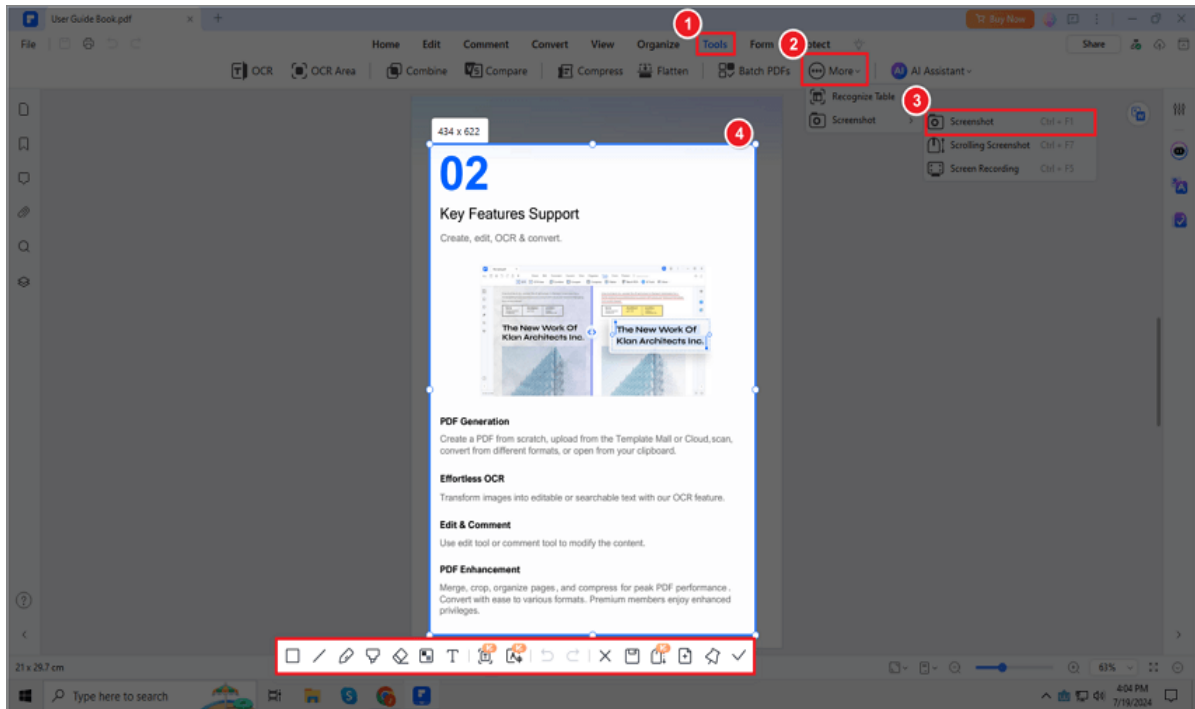 User Guide Book.pdf
Buy Now
File
Home Edit Comment Convert View Organize Tools Form otect
Share
1
2
OCR OCR Area Combine Compare Compress Flatten Batch PDFs More AI Assistant
Recognize Table
3
Screenshot
Screenshot Ctrl + F1
Scrolling Screenshot Ctrl + F7
Screen Recording Ctrl + F5
434 x 622
4
02
Key Features Support
Create, edit, OCR & convert.
The New Work Of
Klan Architects Inc.
The New Work Of
Klan Architects Inc.
PDF Generation
Create a PDF from scratch, upload from the Template Mall or Cloud,scan,
convert from different formats, or open from your clipboard.
Effortless OCR
Transform images into editable or searchable text with our OCR feature.
Edit & Comment
Use edit tool or comment tool to modify the content.
PDF Enhancement
Merge, crop, organize pages, and compress for peak PDF performance.
Convert with ease to various formats. Premium members enjoy enhanced
privileges.
21 x 29.7 cm
63%
Type here to search
4:04 PM
7/19/2024